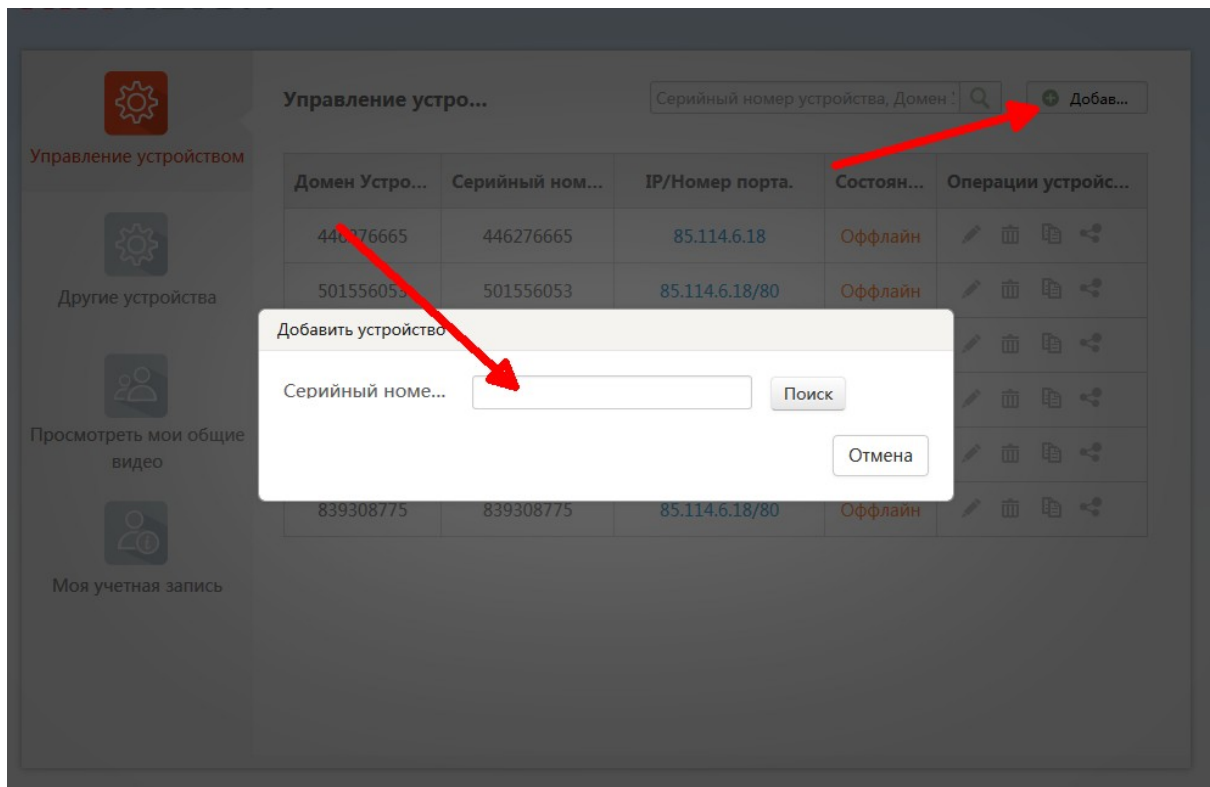 Управление устройством
Другие устройства
Просмотреть мои общие
видео
Моя учетная запись
Управление устро...
Серийный номер устройства, Домен
Добав...
Домен Устро... Серийный ном... IP/Номер порта. Состоян... Операции устройс...
446276665 446276665 85.114.6.18 Оффлайн
501556053 501556053 85.114.6.18/80 Оффлайн
Добавить устройство
Серийный номе... Поиск
Отмена
839308775 839308775 85.114.6.18/80 Оффлайн